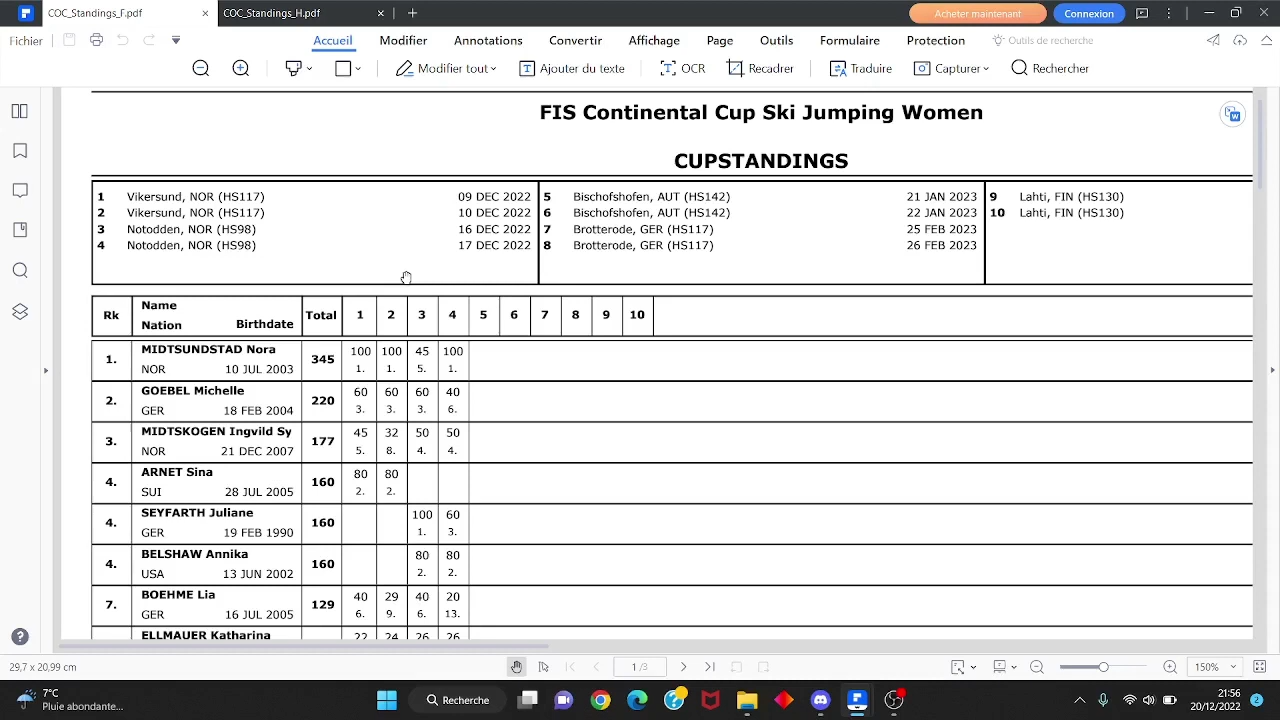 COC_Standings_F.pdf × COC_Standings_H.pdf × + Acheter maintenant Connexion
Fichier Accueil Modifier Annotations Convertir Affichage Page Outils Formulaire Protection Outils de recherche
Modifier tout Ajouter du texte OCR Recadrer Traduire Capturer Rechercher
FIS Continental Cup Ski Jumping Women
CUPSTANDINGS
1 Vikersund, NOR (HS117) 09 DEC 2022 5 Bischofshofen, AUT (HS142) 21 JAN 2023 9 Lahti, FIN (HS130)
2 Vikersund, NOR (HS117) 10 DEC 2022 6 Bischofshofen, AUT (HS142) 22 JAN 2023 10 Lahti, FIN (HS130)
3 Notodden, NOR (HS98) 16 DEC 2022 7 Brotterode, GER (HS117) 25 FEB 2023
4 Notodden, NOR (HS98) 17 DEC 2022 8 Brotterode, GER (HS117) 26 FEB 2023
Name
Rk Total 1 2 3 4 5 6 7 8 9 10
Nation Birthdate
MIDTSUNDSTAD Nora 100 100 45 100
1. 345
NOR 10 JUL 2003 1. 1. 5. 1.
GOEBEL Michelle 60 60 60 40
2. 220
GER 18 FEB 2004 3. 3. 3. 6.
MIDTSKOGEN Ingvild Sy 45 32 50 50
3. 177
NOR 21 DEC 2007 5. 8. 4. 4.
ARNET Sina 80 80
4. 160
SUI 28 JUL 2005 2. 2.
SEYFARTH Juliane 100 60
4. 160
GER 19 FEB 1990 1. 3.
BELSHAW Annika 80 80
4. 160
USA 13 JUN 2002 2. 2.
BOEHME Lia 40 29 40 20
7. 129
GER 16 JUL 2005 6. 9. 6. 13.
ELLMAUER Katharina 22 24 26 26
29,7 x 20,99 cm 1 /3 150%
7°C
Pluie abondante... Recherche 21:56
20/12/2022